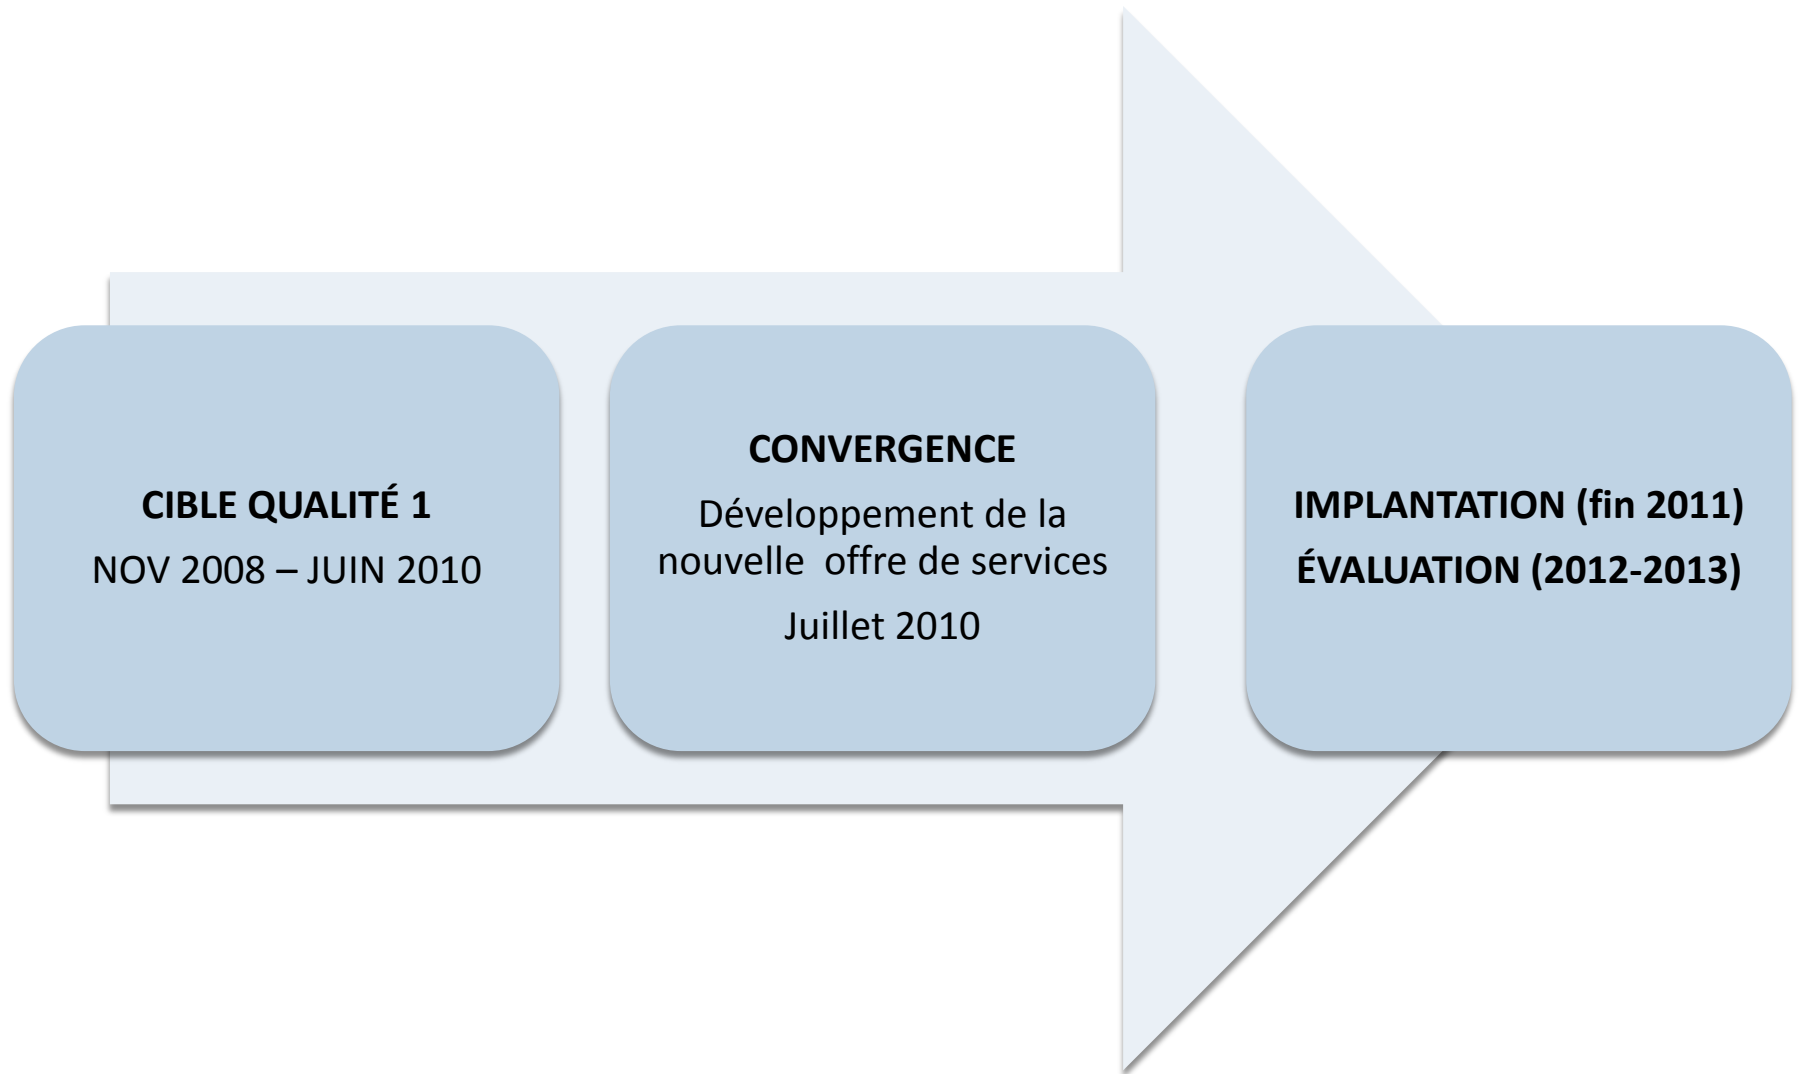 CIBLE QUALITÉ 1
NOV 2008 – JUIN 2010
CONVERGENCE
Développement de la
nouvelle offre de services
Juillet 2010
IMPLANTATION (fin 2011)
ÉVALUATION (2012-2013)